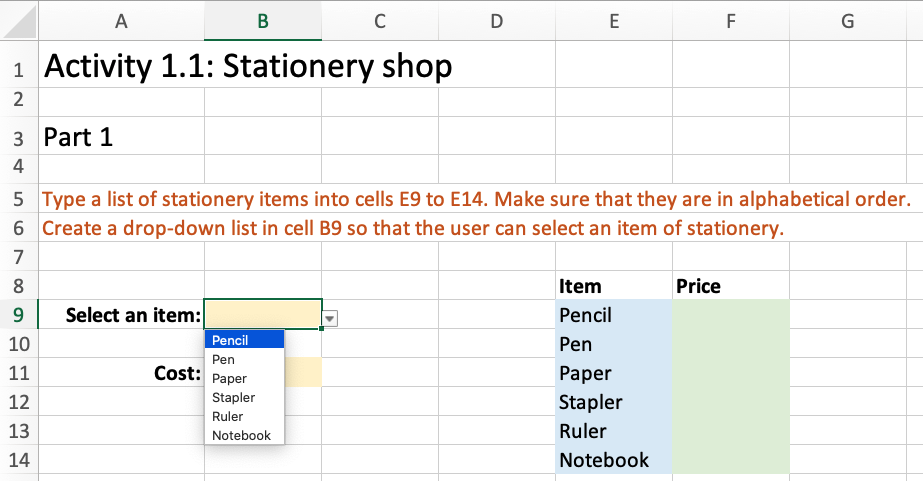 A B C D E F G
1 Activity 1.1: Stationery shop
2
3 Part 1
4
5 Type a list of stationery items into cells E9 to E14. Make sure that they are in alphabetical order.
6 Create a drop-down list in cell B9 so that the user can select an item of stationery.
7
8 Item Price
9 Select an item: Pencil
Pencil
10 Pen
Pen
11 Cost: Paper
Paper
12 Stapler
Stapler
13 Ruler
Ruler
14 Notebook
Notebook